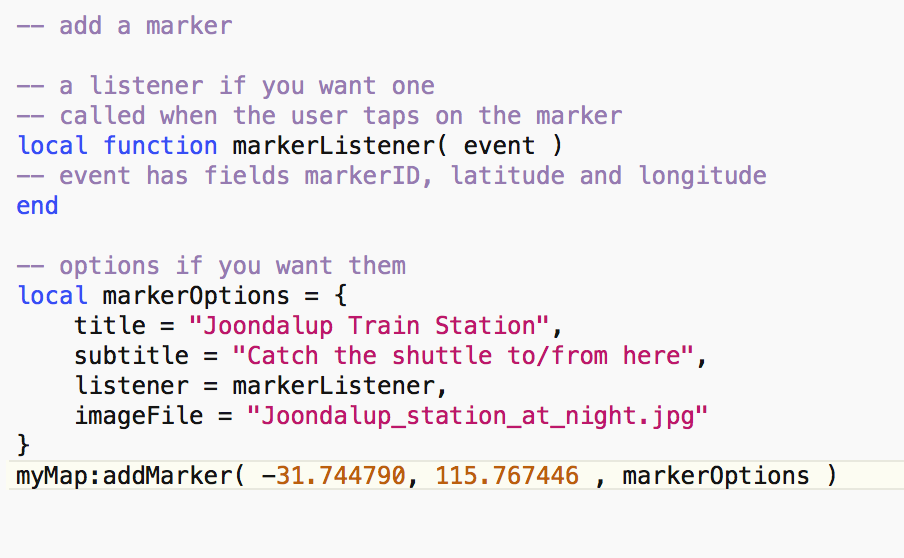 -- add a marker
-- a listener if you want one
-- called when the user taps on the marker
local function markerListener( event )
-- event has fields markerID, latitude and longitude
end
-- options if you want them
local markerOptions = {
title = "Joondalup Train Station",
subtitle = "Catch the shuttle to/from here",
listener = markerListener,
imageFile = "Joondalup_station_at_night.jpg"
}
myMap:addMarker( -31.744790, 115.767446 , markerOptions )